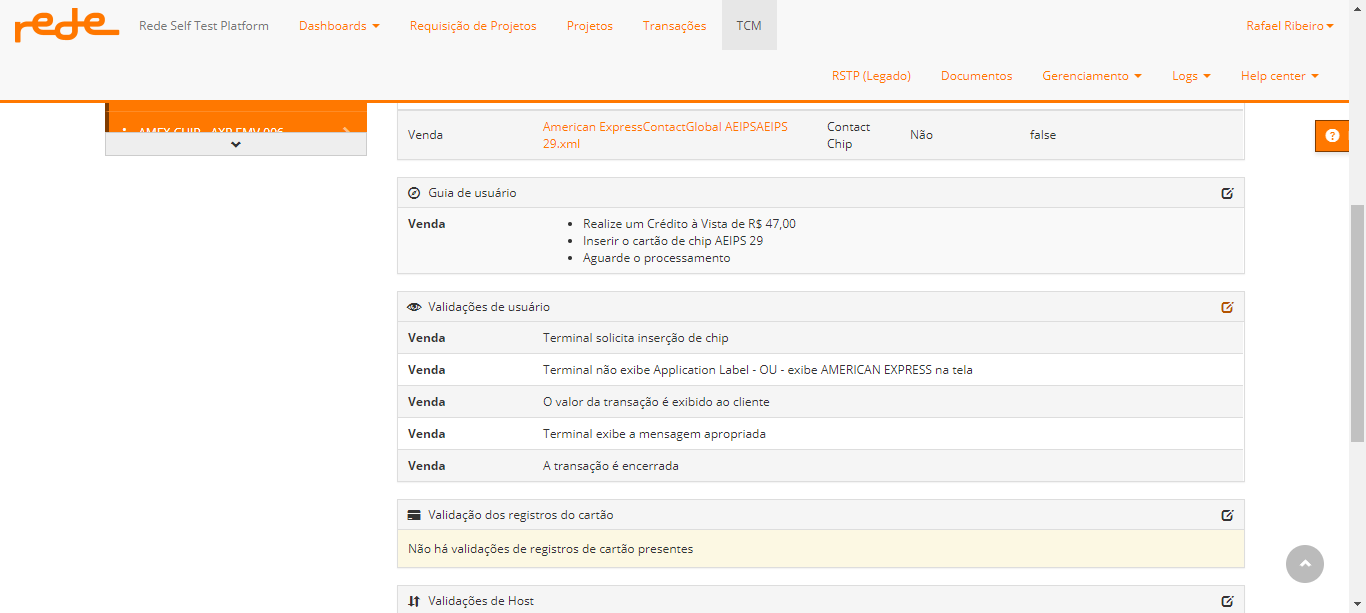 rede Rede Self Test Platform Dashboards Requisição de Projetos Projetos Transações TCM Rafael Ribeiro
RSTP (Legado) Documentos Gerenciamento Logs Help center
AMEX CHIP - AXP EMV 006
Venda American ExpressContactGlobal AEIPSAEIPS 29.xml Contact Chip Não false
Guia de usuário
Venda
Realize um Crédito à Vista de R$ 47,00
Inserir o cartão de chip AEIPS 29
Aguarde o processamento
Validações de usuário
Venda Terminal solicita inserção de chip
Venda Terminal não exibe Application Label - OU - exibe AMERICAN EXPRESS na tela
Venda O valor da transação é exibido ao cliente
Venda Terminal exibe a mensagem apropriada
Venda A transação é encerrada
Validação dos registros do cartão
Não há validações de registros de cartão presentes
Validações de Host